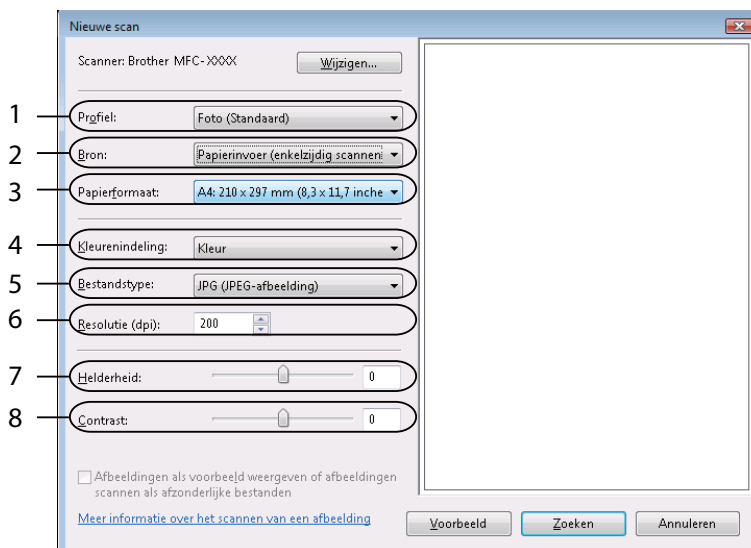 Nieuwe scan
Scanner: Brother MFC-XXXX
Wijzigen...
1 Profiel: Foto (Standaard)
2 Bron: Papierinvoer (enkelzijdig scannen
3 Papierformaat: A4: 210 x 297 mm (8,3 x 11,7 inche
4 Kleurenindeling: Kleur
5 Bestandstype: JPG (JPEG-afbeelding)
6 Resolutie (dpi): 200
7 Helderheid: 0
8 Contrast: 0
Afbeeldingen als voorbeeld weergeven of afbeeldingen
scannen als afzonderlijke bestanden
Meer informatie over het scannen van een afbeelding
Voorbeeld Zoeken Annuleren